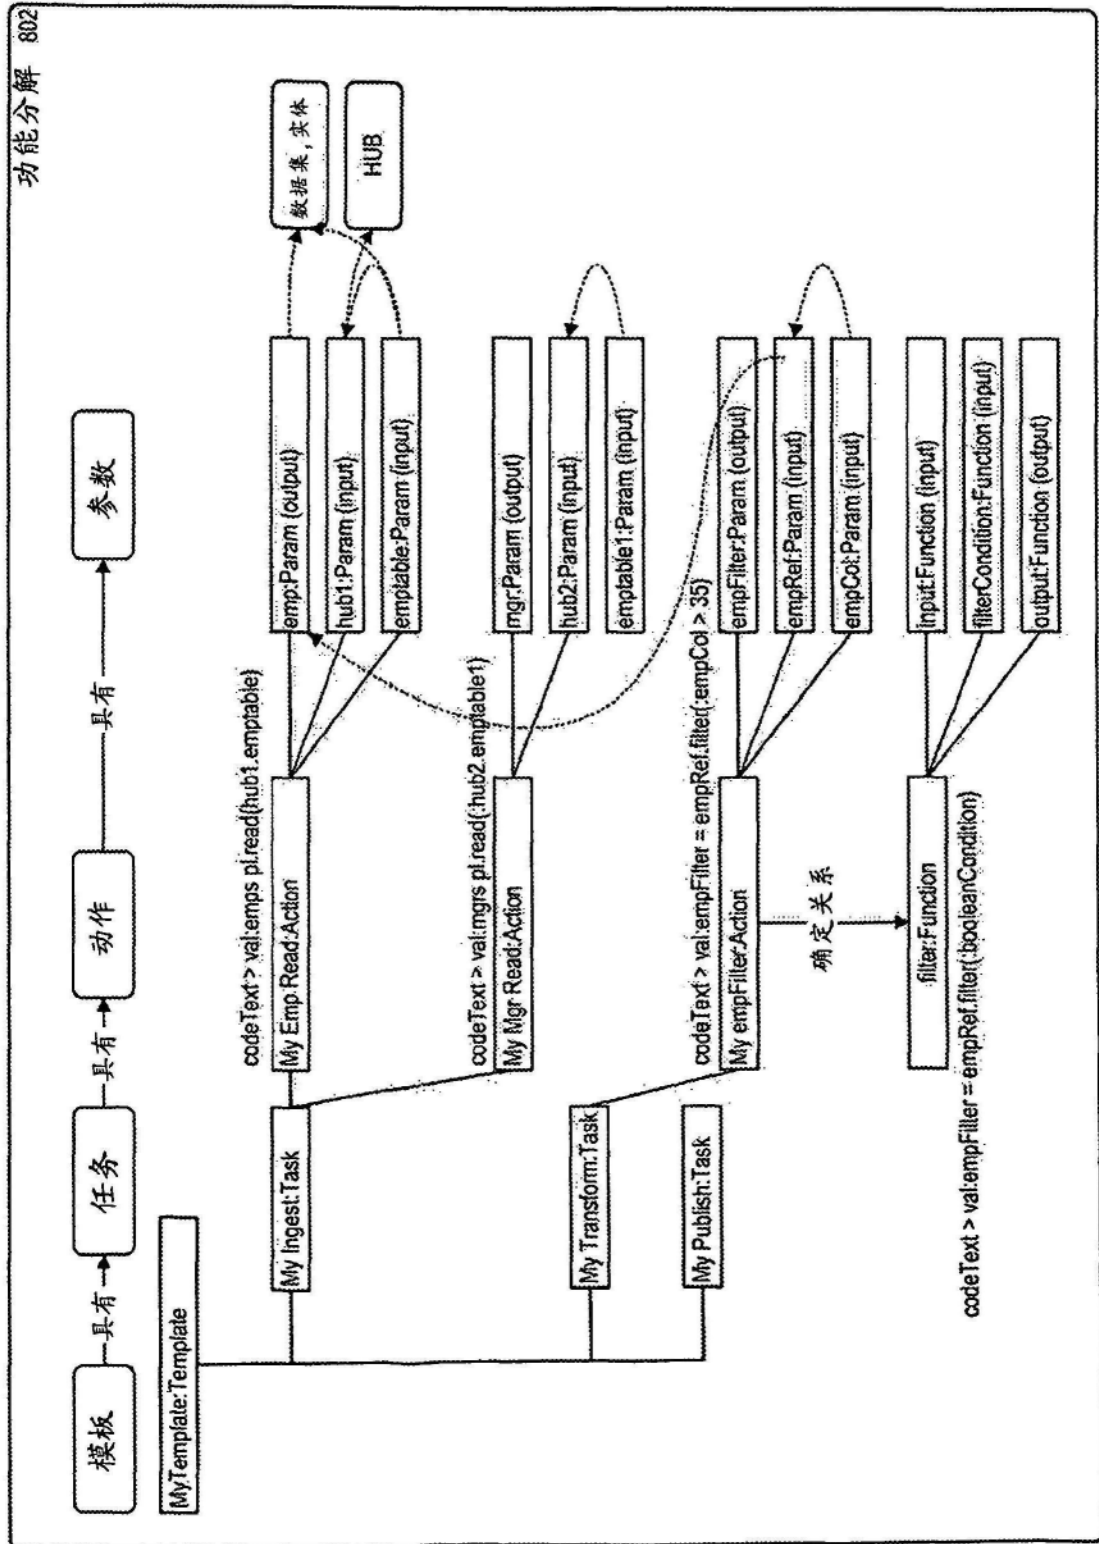 功能分解 802
模板
具有
任务
具有
动作
具有
参数
MyTemplate:Template
My Ingest:Task
My Transform:Task
My Publish:Task
codeText > val:emps pl.read(hub1.emptable)
My Emp Read:Action
emp:Param (output)
hub1:Param (input)
emptable:Param (input)
数据集,实体
HUB
codeText > val:mgrs pl.read(:hub2.emptable1)
My Mgr Read:Action
mgr:Param (output)
hub2:Param (input)
emptable1:Param (input)
codeText > val:empFilter = empRef.filter(:empCol > 35)
My empFilter:Action
empFilter:Param (output)
empRef:Param (input)
empCol:Param (input)
确定关系
filter:Function
input:Function (input)
filterCondition:Function (input)
output:Function (output)
codeText > val:empFilter = empRef.filter(:booleanCondition)